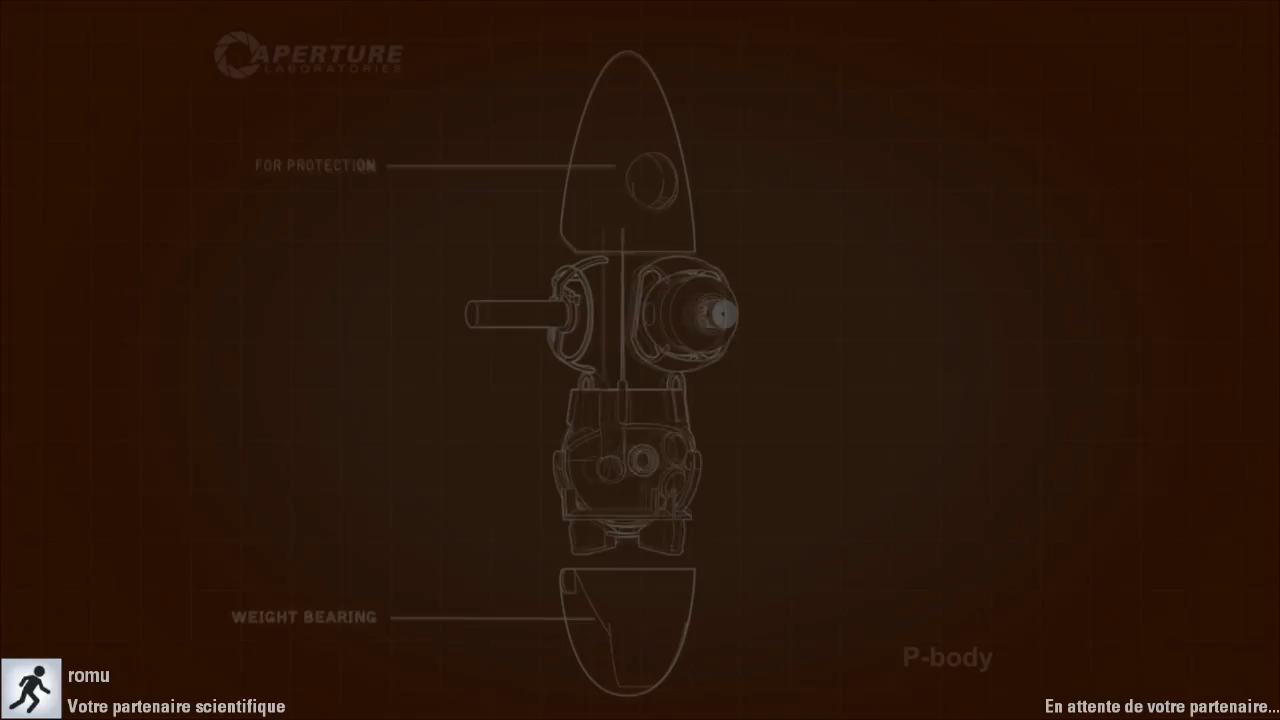 APERTURE
LABORATORIES
FOR PROTECTION
WEIGHT BEARING
P-body
romu
Votre partenaire scientifique
En attente de votre partenaire...